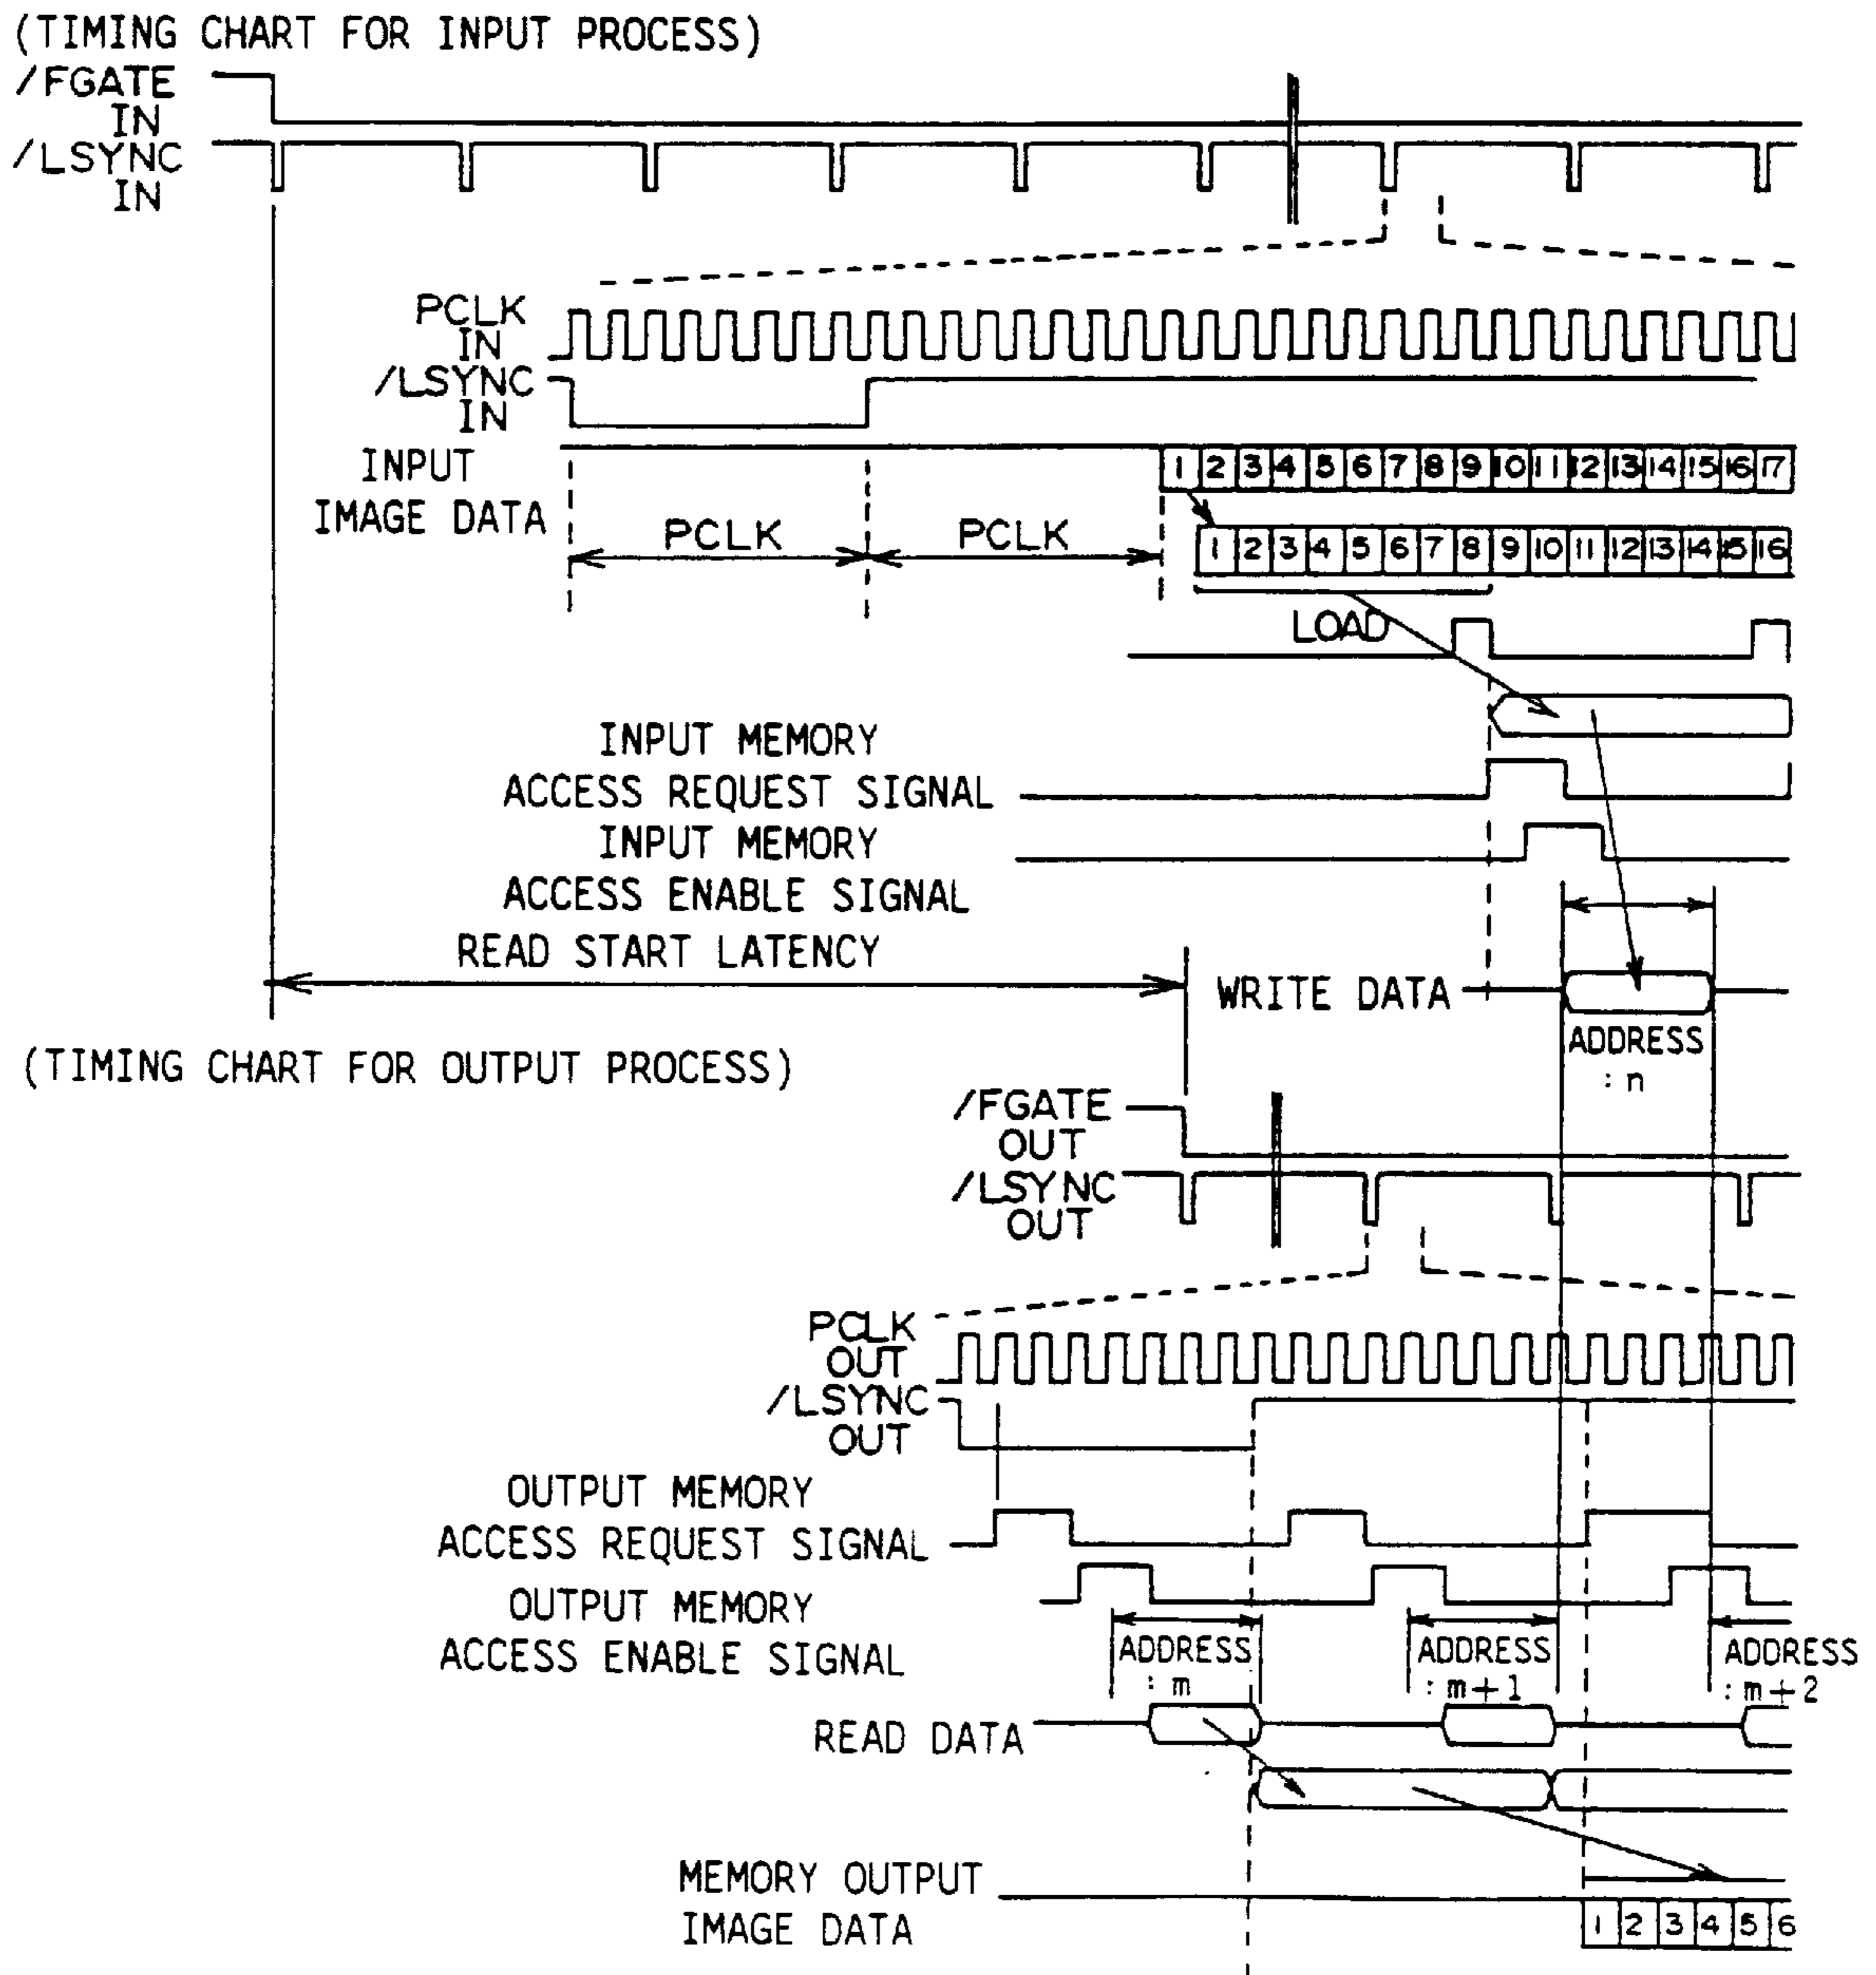 (TIMING CHART FOR INPUT PROCESS)
/FGATE
IN
/LSYNC
IN
PCLK
IN
/LSYNC
IN
INPUT
IMAGE DATA
1 2 3 4 5 6 7 8 9 10 11 12 13 14 15 16 17
PCLK PCLK
1 2 3 4 5 6 7 8 9 10 11 12 13 14 15 16
LOAD
INPUT MEMORY
ACCESS REQUEST SIGNAL
INPUT MEMORY
ACCESS ENABLE SIGNAL
READ START LATENCY
WRITE DATA
ADDRESS
: n
(TIMING CHART FOR OUTPUT PROCESS)
/FGATE
OUT
/LSYNC
OUT
PCLK
OUT
/LSYNC
OUT
OUTPUT MEMORY
ACCESS REQUEST SIGNAL
OUTPUT MEMORY
ACCESS ENABLE SIGNAL
ADDRESS
: m
ADDRESS
: m+1
ADDRESS
: m+2
READ DATA
MEMORY OUTPUT
IMAGE DATA
1 2 3 4 5 6